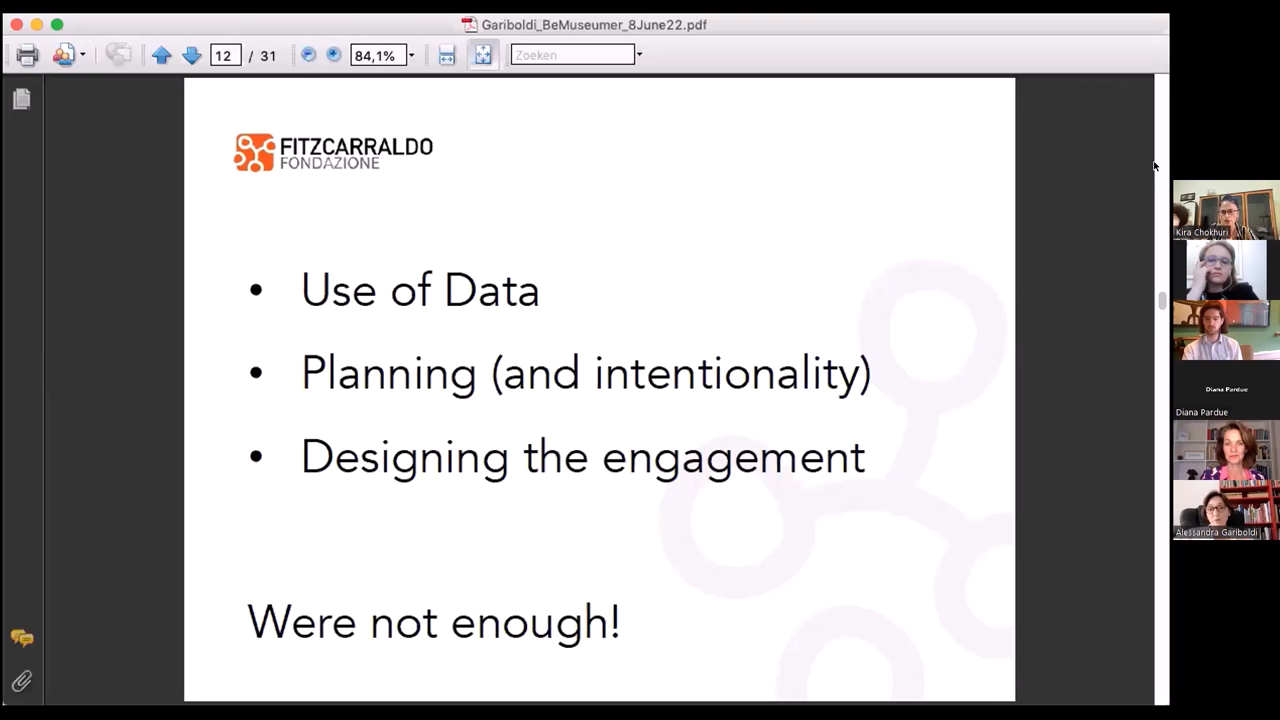 Gariboldi_BeMuseumer_8June22.pdf
12 / 31
84,1%
Zoeken
FITZCARRALDO
FONDAZIONE
• Use of Data
• Planning (and intentionality)
• Designing the engagement
Were not enough!
Kira Chokhuri
Diana Pardue
Diana Pardue
Alessandra Gariboldi